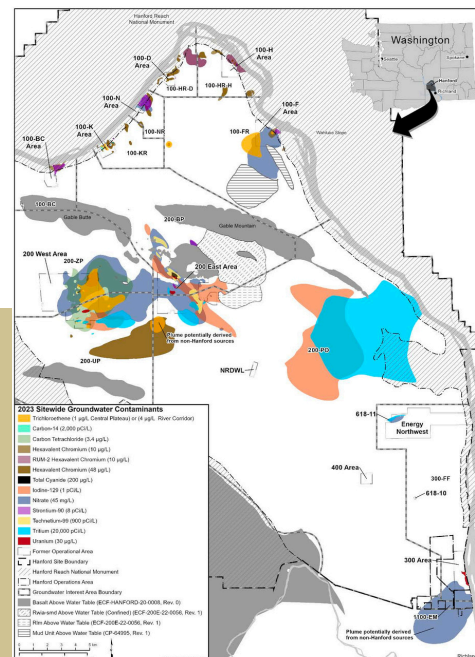 Hanford Reach
National Monument
Washington
Seattle
Spokane
Hanford
Richland
100-D
Area
100-H
Area
100-HR-D
100-HR-H
100-N
Area
100-NR
100-K
Area
100-KR
100-F
Area
100-FR
Wahluke Slope
100-BC
Area
100-BC
Gable Butte
200-BP
Gable Mountain
200 West Area
200-ZP
200 East Area
Plume potentially derived
from non-Hanford sources
200-UP
200-PO
NRDWL
618-11
Energy
Northwest
400 Area
300-FF
618-10
300 Area
1100-EM
Plume potentially derived
from non-Hanford sources
Richland
2023 Sitewide Groundwater Contaminants
Trichloroethene (1 µg/L Central Plateau) or (4 µg/L River Corridor)
Carbon-14 (2,000 pCi/L)
Carbon Tetrachloride (3.4 µg/L)
Hexavalent Chromium (10 µg/L)
RUM-2 Hexavalent Chromium (10 µg/L)
Hexavalent Chromium (48 µg/L)
Total Cyanide (200 µg/L)
Iodine-129 (1 pCi/L)
Nitrate (45 mg/L)
Strontium-90 (8 pCi/L)
Technetium-99 (900 pCi/L)
Tritium (20,000 pCi/L)
Uranium (30 µg/L)
Former Operational Area
Hanford Site Boundary
Hanford Reach National Monument
Hanford Operations Area
Groundwater Interest Area Boundary
Basalt Above Water Table (ECF-HANFORD-20-0008, Rev. 0)
Rwia-smd Above Water Table (Confined) (ECF-200E-22-0056, Rev. 1)
Rlm Above Water Table (ECF-200E-22-0056, Rev. 1)
Mud Unit Above Water Table (CP-64995, Rev. 1)